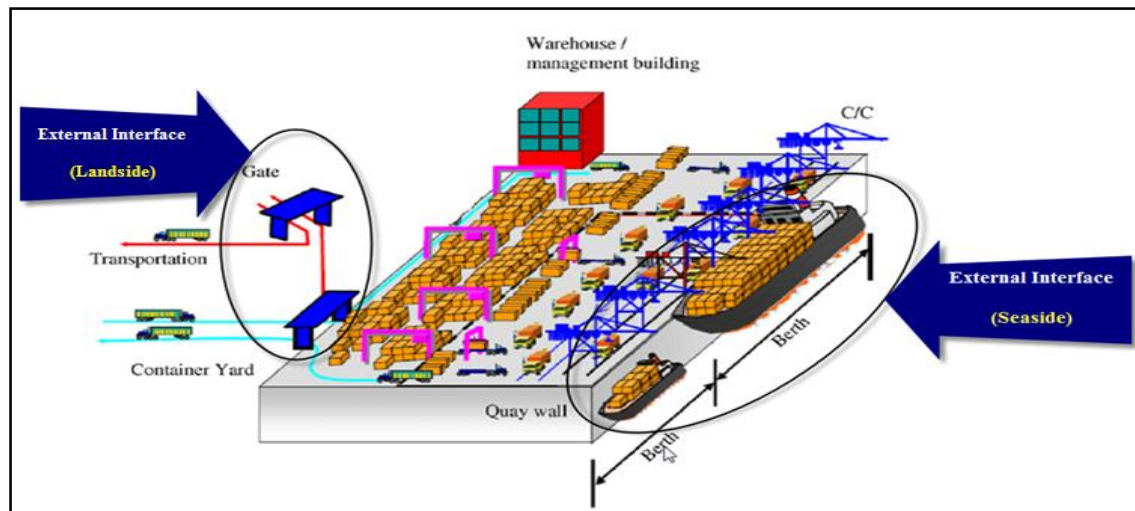 Warehouse /
management building
C/C
External Interface
(Landside)
Gate
Transportation
Container Yard
Quay wall
Berth
Berth
External Interface
(Seaside)